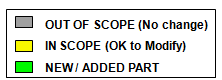 OUT OF SCOPE (No change)
IN SCOPE (OK to Modify)
NEW / ADDED PART